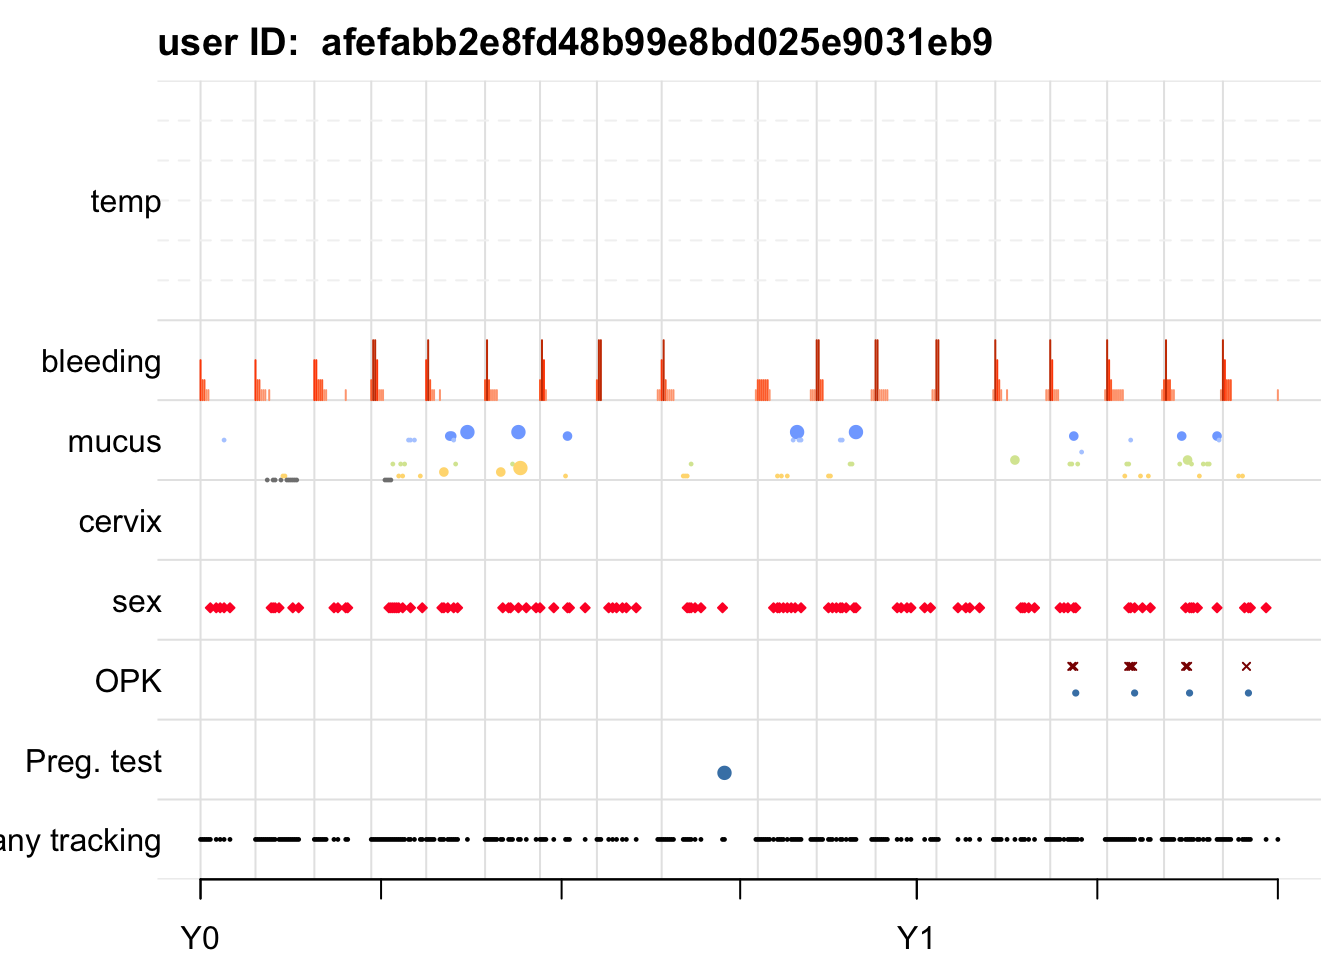 user ID:  afefabb2e8fd48b99e8bd025e9031eb9
temp
bleeding
mucus
cervix
sex
OPK
Preg. test
any tracking
Y0 Y1